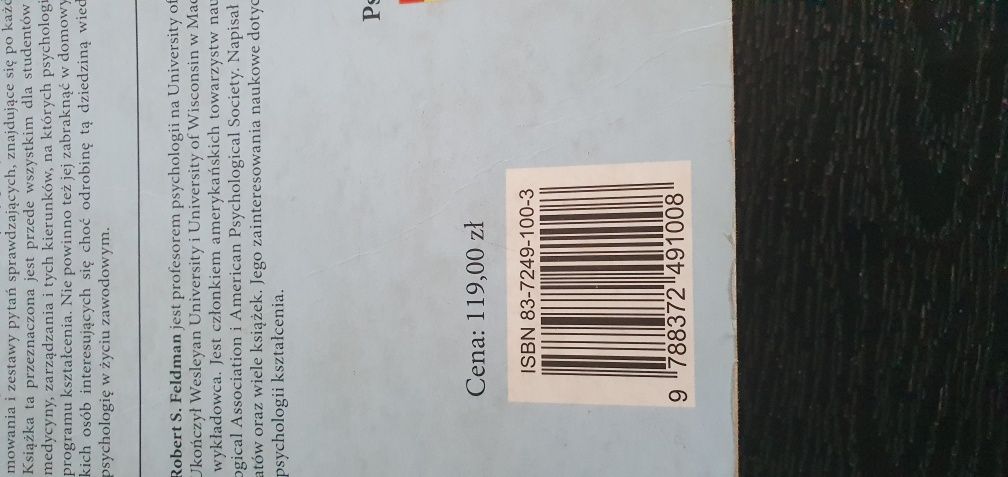 mowania i zestawy pytań sprawdzających, znajdujące się po każd
Książka ta przeznaczona jest przede wszystkim dla studentów
medycyny, zarządzania i tych kierunków, na których psychologi
programu kształcenia. Nie powinno też jej zabraknąć w domowy
kich osób interesujących się choć odrobinę tą dziedziną wied
psychologię w życiu zawodowym.
Robert S. Feldman jest profesorem psychologii na University of
Ukończył Wesleyan University i University of Wisconsin w Mad
wykładowca. Jest członkiem amerykańskich towarzystw nau
ogical Association i American Psychological Society. Napisał
atów oraz wiele książek. Jego zainteresowania naukowe dotyc
psychologii kształcenia.
Ps
Cena: 119,00 zł
ISBN 83-7249-100-3
9 788372 491008